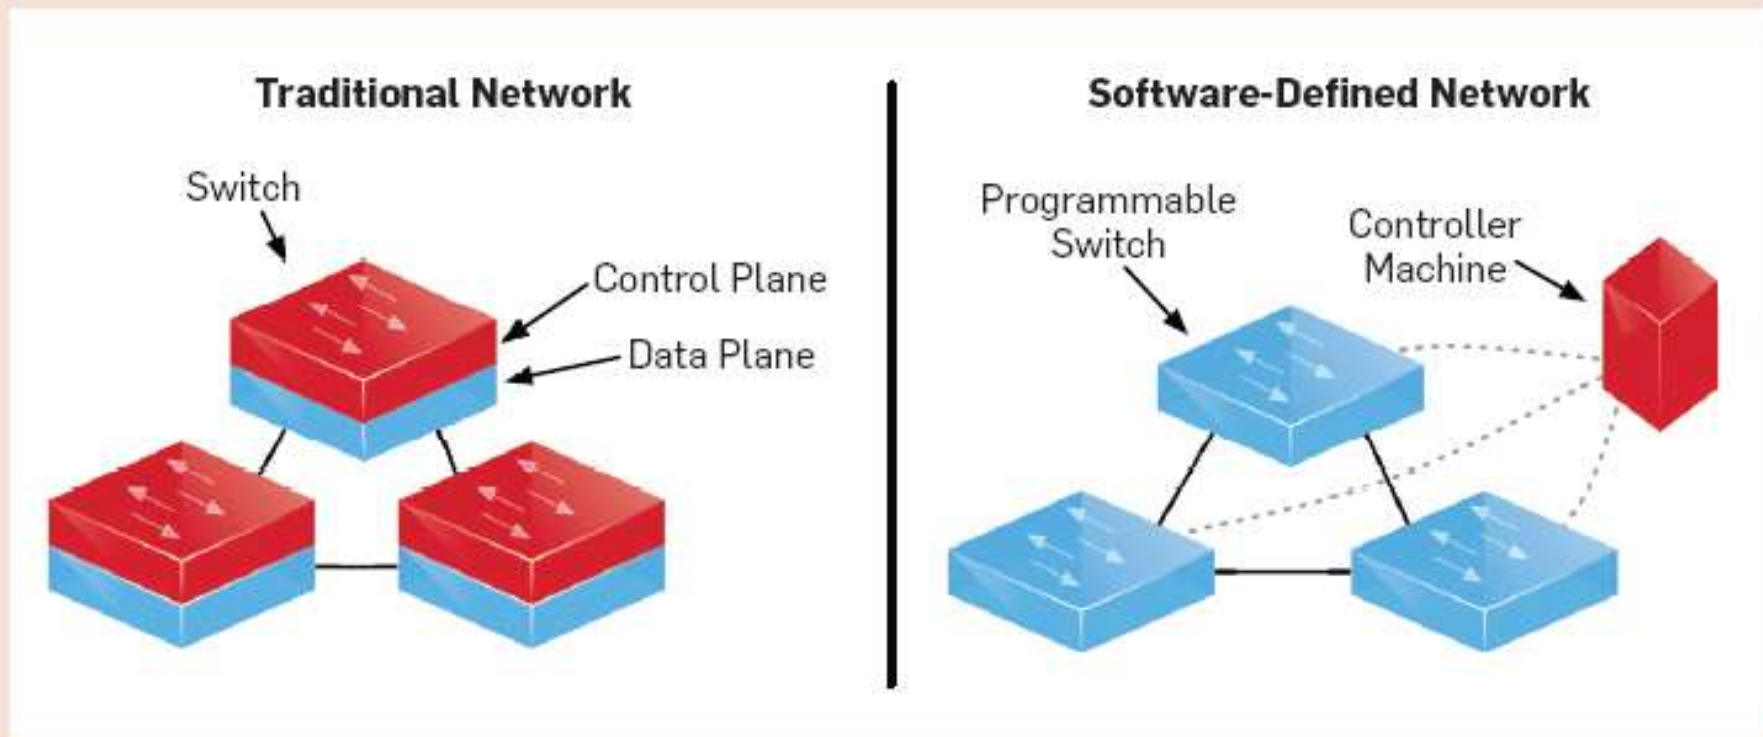 Traditional Network
Switch
Control Plane
Data Plane
Software-Defined Network
Programmable
Switch
Controller
Machine